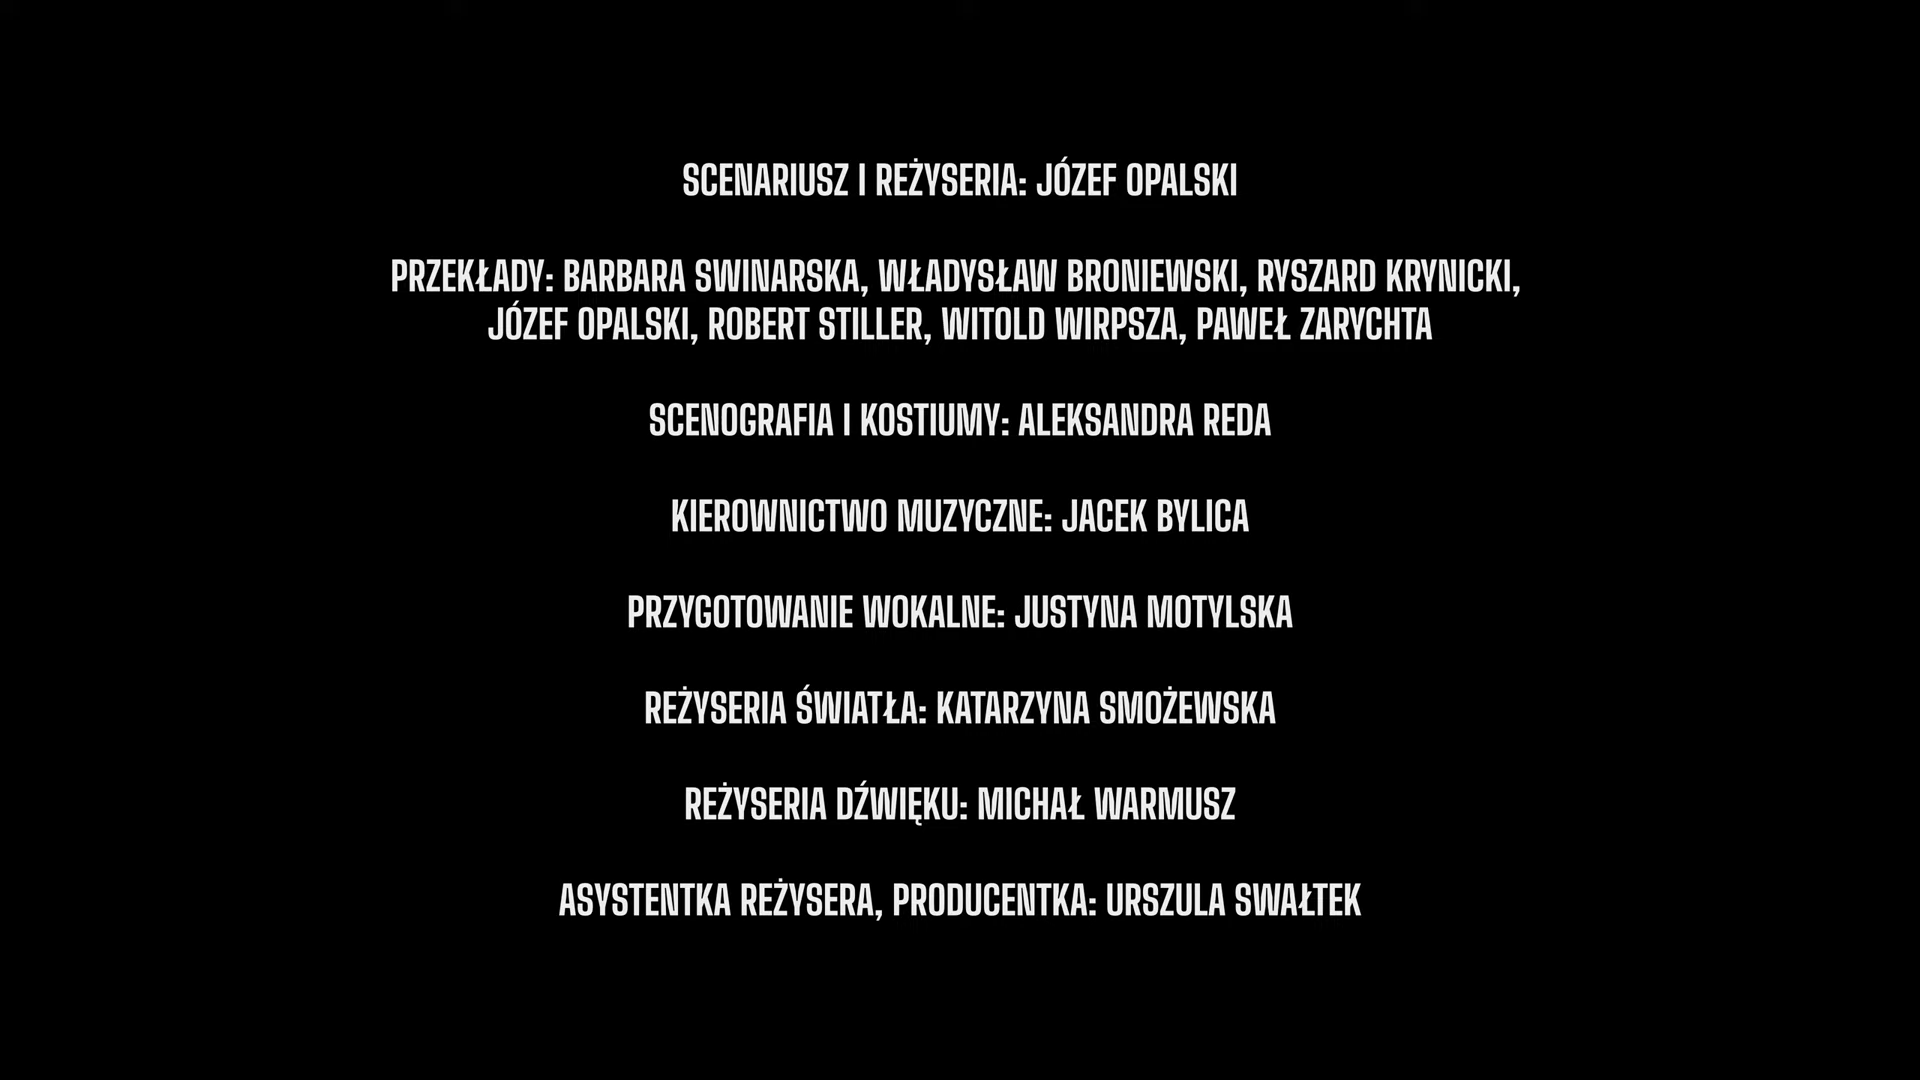 SCENARIUSZ I REŻYSERIA: JÓZEF OPALSKI
PRZEKŁADY: BARBARA SWINARSKA, WŁADYSŁAW BRONIEWSKI, RYSZARD KRYNICKI,
JÓZEF OPALSKI, ROBERT STILLER, WITOLD WIRPSZA, PAWEŁ ZARYCHTA
SCENOGRAFIA I KOSTIUMY: ALEKSANDRA REDA
KIEROWNICTWO MUZYCZNE: JACEK BYLICA
PRZYGOTOWANIE WOKALNE: JUSTYNA MOTYLSKA
REŻYSERIA ŚWIATŁA: KATARZYNA SMOŻEWSKA
REŻYSERIA DŹWIĘKU: MICHAŁ WARMUSZ
ASYSTENTKA REŻYSERA, PRODUCENTKA: URSZULA SWAŁTEK